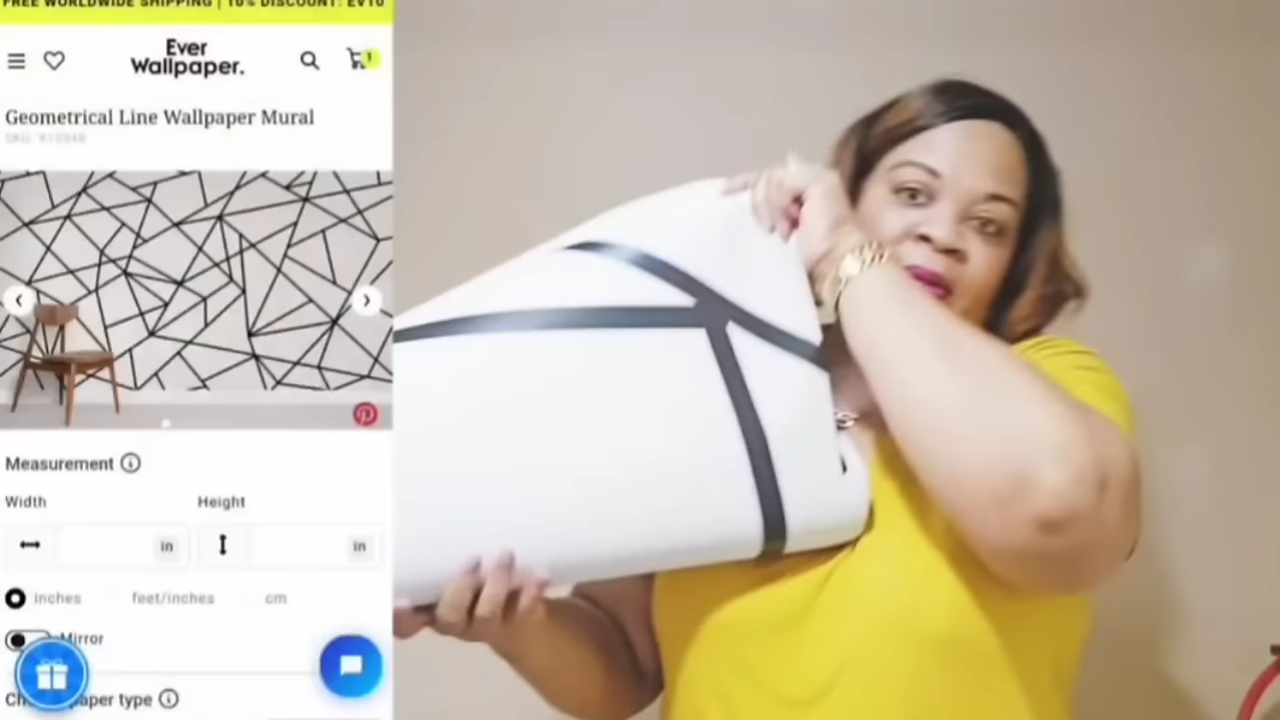 FREE WORLDWIDE SHIPPING | 10% DISCOUNT: EV10
Ever
Wallpaper.
!
Geometrical Line Wallpaper Mural
Measurement
Width Height
in in
inches feet/inches cm
Mirror
paper type